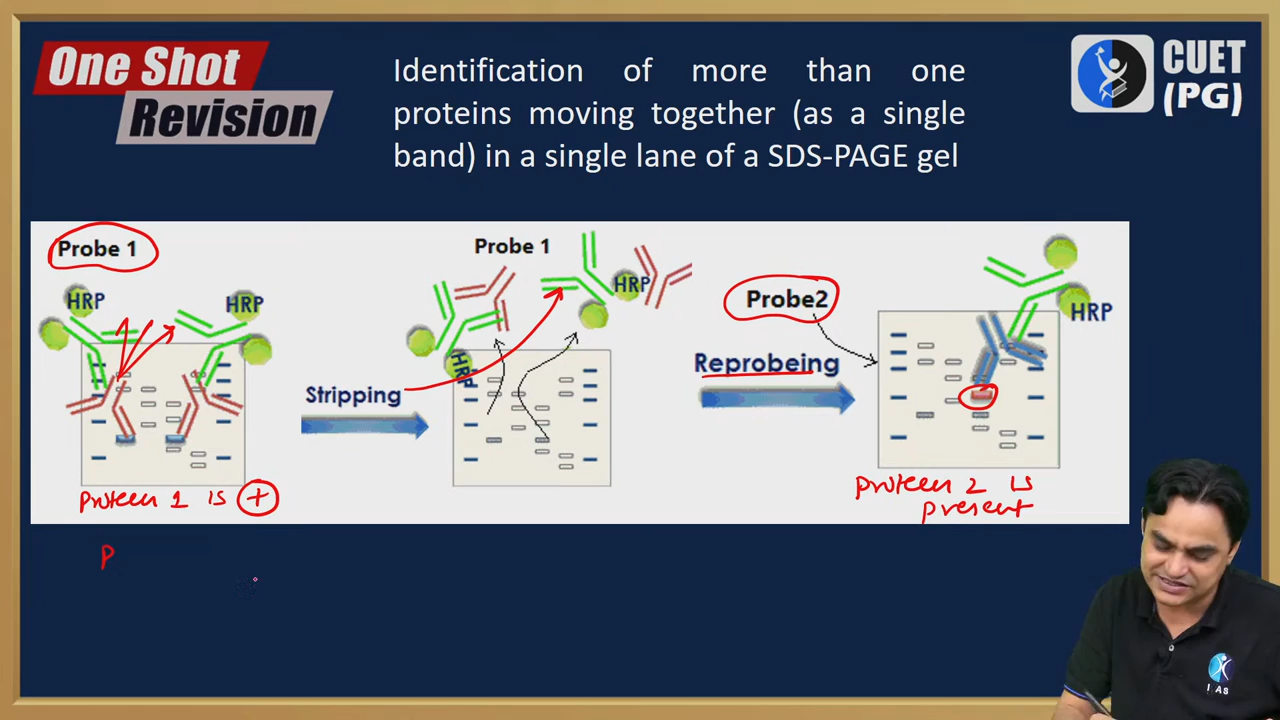 One Shot
Revision
Identification of more than one
proteins moving together (as a single
band) in a single lane of a SDS-PAGE gel
CUET
(PG)
Probe 1
HRP
HRP
Proteen 1 is +
Stripping
Probe 1
HRP
HRP
Probe2
Reprobeing
HRP
Proteen 2 is
present
P